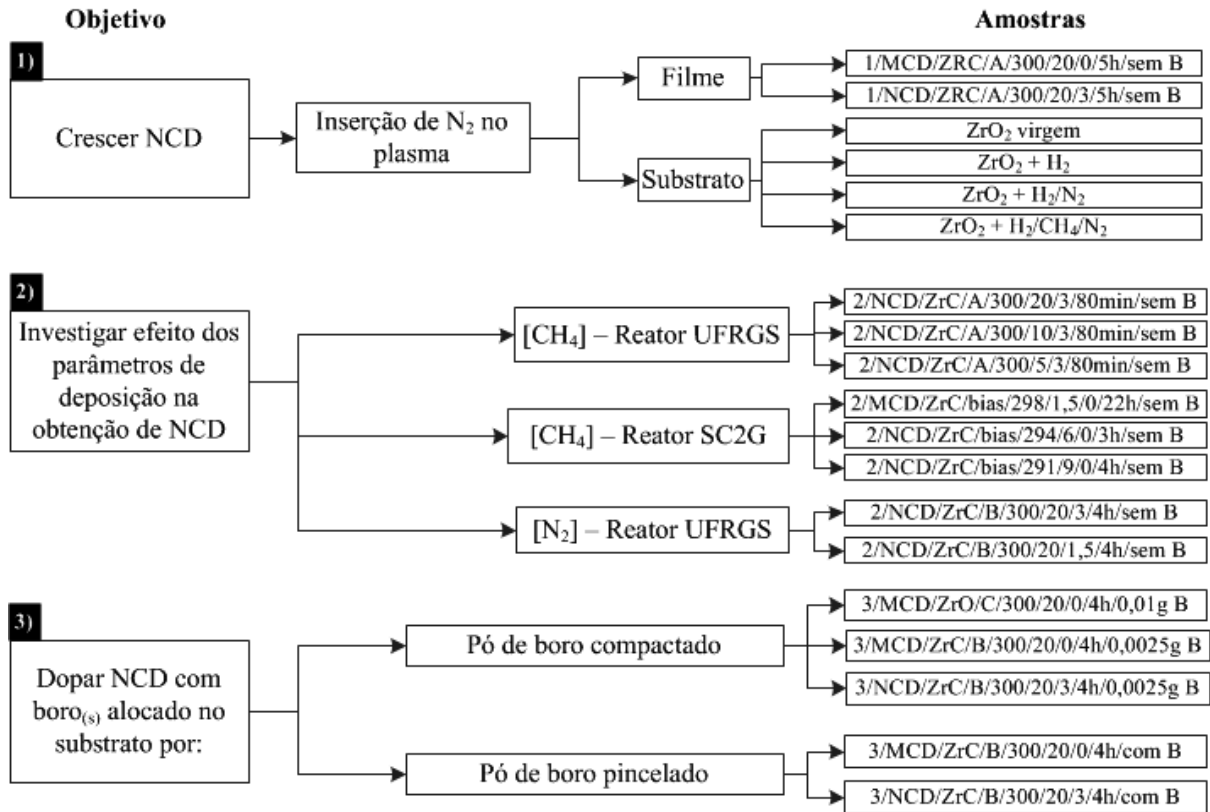 Objetivo
Amostras
1)
Crescer NCD
Inserção de N₂ no
plasma
Filme
1/MCD/ZRC/A/300/20/0/5h/sem B
1/NCD/ZRC/A/300/20/3/5h/sem B
Substrato
ZrO₂ virgem
ZrO₂ + H₂
ZrO₂ + H₂/N₂
ZrO₂ + H₂/CH₄/N₂
2)
Investigar efeito dos
parâmetros de
deposição na
obtenção de NCD
[CH₄] – Reator UFRGS
2/NCD/ZrC/A/300/20/3/80min/sem B
2/NCD/ZrC/A/300/10/3/80min/sem B
2/NCD/ZrC/A/300/5/3/80min/sem B
[CH₄] – Reator SC2G
2/MCD/ZrC/bias/298/1,5/0/22h/sem B
2/NCD/ZrC/bias/294/6/0/3h/sem B
2/NCD/ZrC/bias/291/9/0/4h/sem B
[N₂] – Reator UFRGS
2/NCD/ZrC/B/300/20/3/4h/sem B
2/NCD/ZrC/B/300/20/1,5/4h/sem B
3)
Dopar NCD com
boro₍ₛ₎ alocado no
substrato por:
Pó de boro compactado
3/MCD/ZrO/C/300/20/0/4h/0,01g B
3/MCD/ZrC/B/300/20/0/4h/0,0025g B
3/NCD/ZrC/B/300/20/3/4h/0,0025g B
Pó de boro pincelado
3/MCD/ZrC/B/300/20/0/4h/com B
3/NCD/ZrC/B/300/20/3/4h/com B